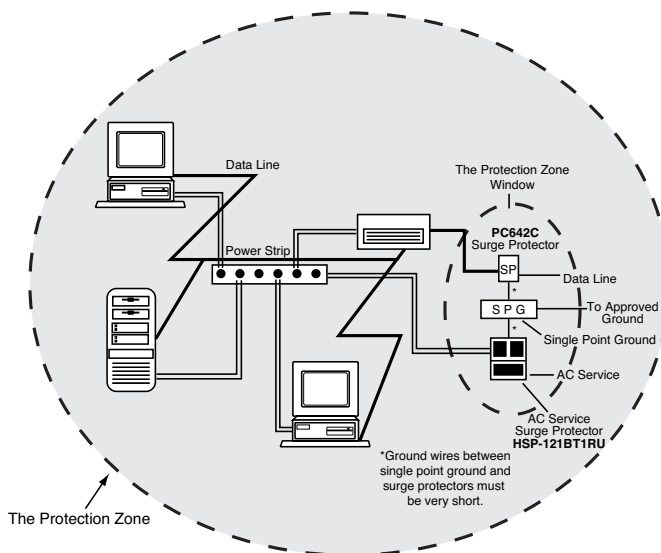 Data Line
The Protection Zone
Window
PC642C
Surge Protector
SP
Data Line
Power Strip
*
S P G
To Approved
Ground
*
Single Point Ground
AC Service
AC Service
Surge Protector
HSP-121BT1RU
*Ground wires between
single point ground and
surge protectors must
be very short.
The Protection Zone